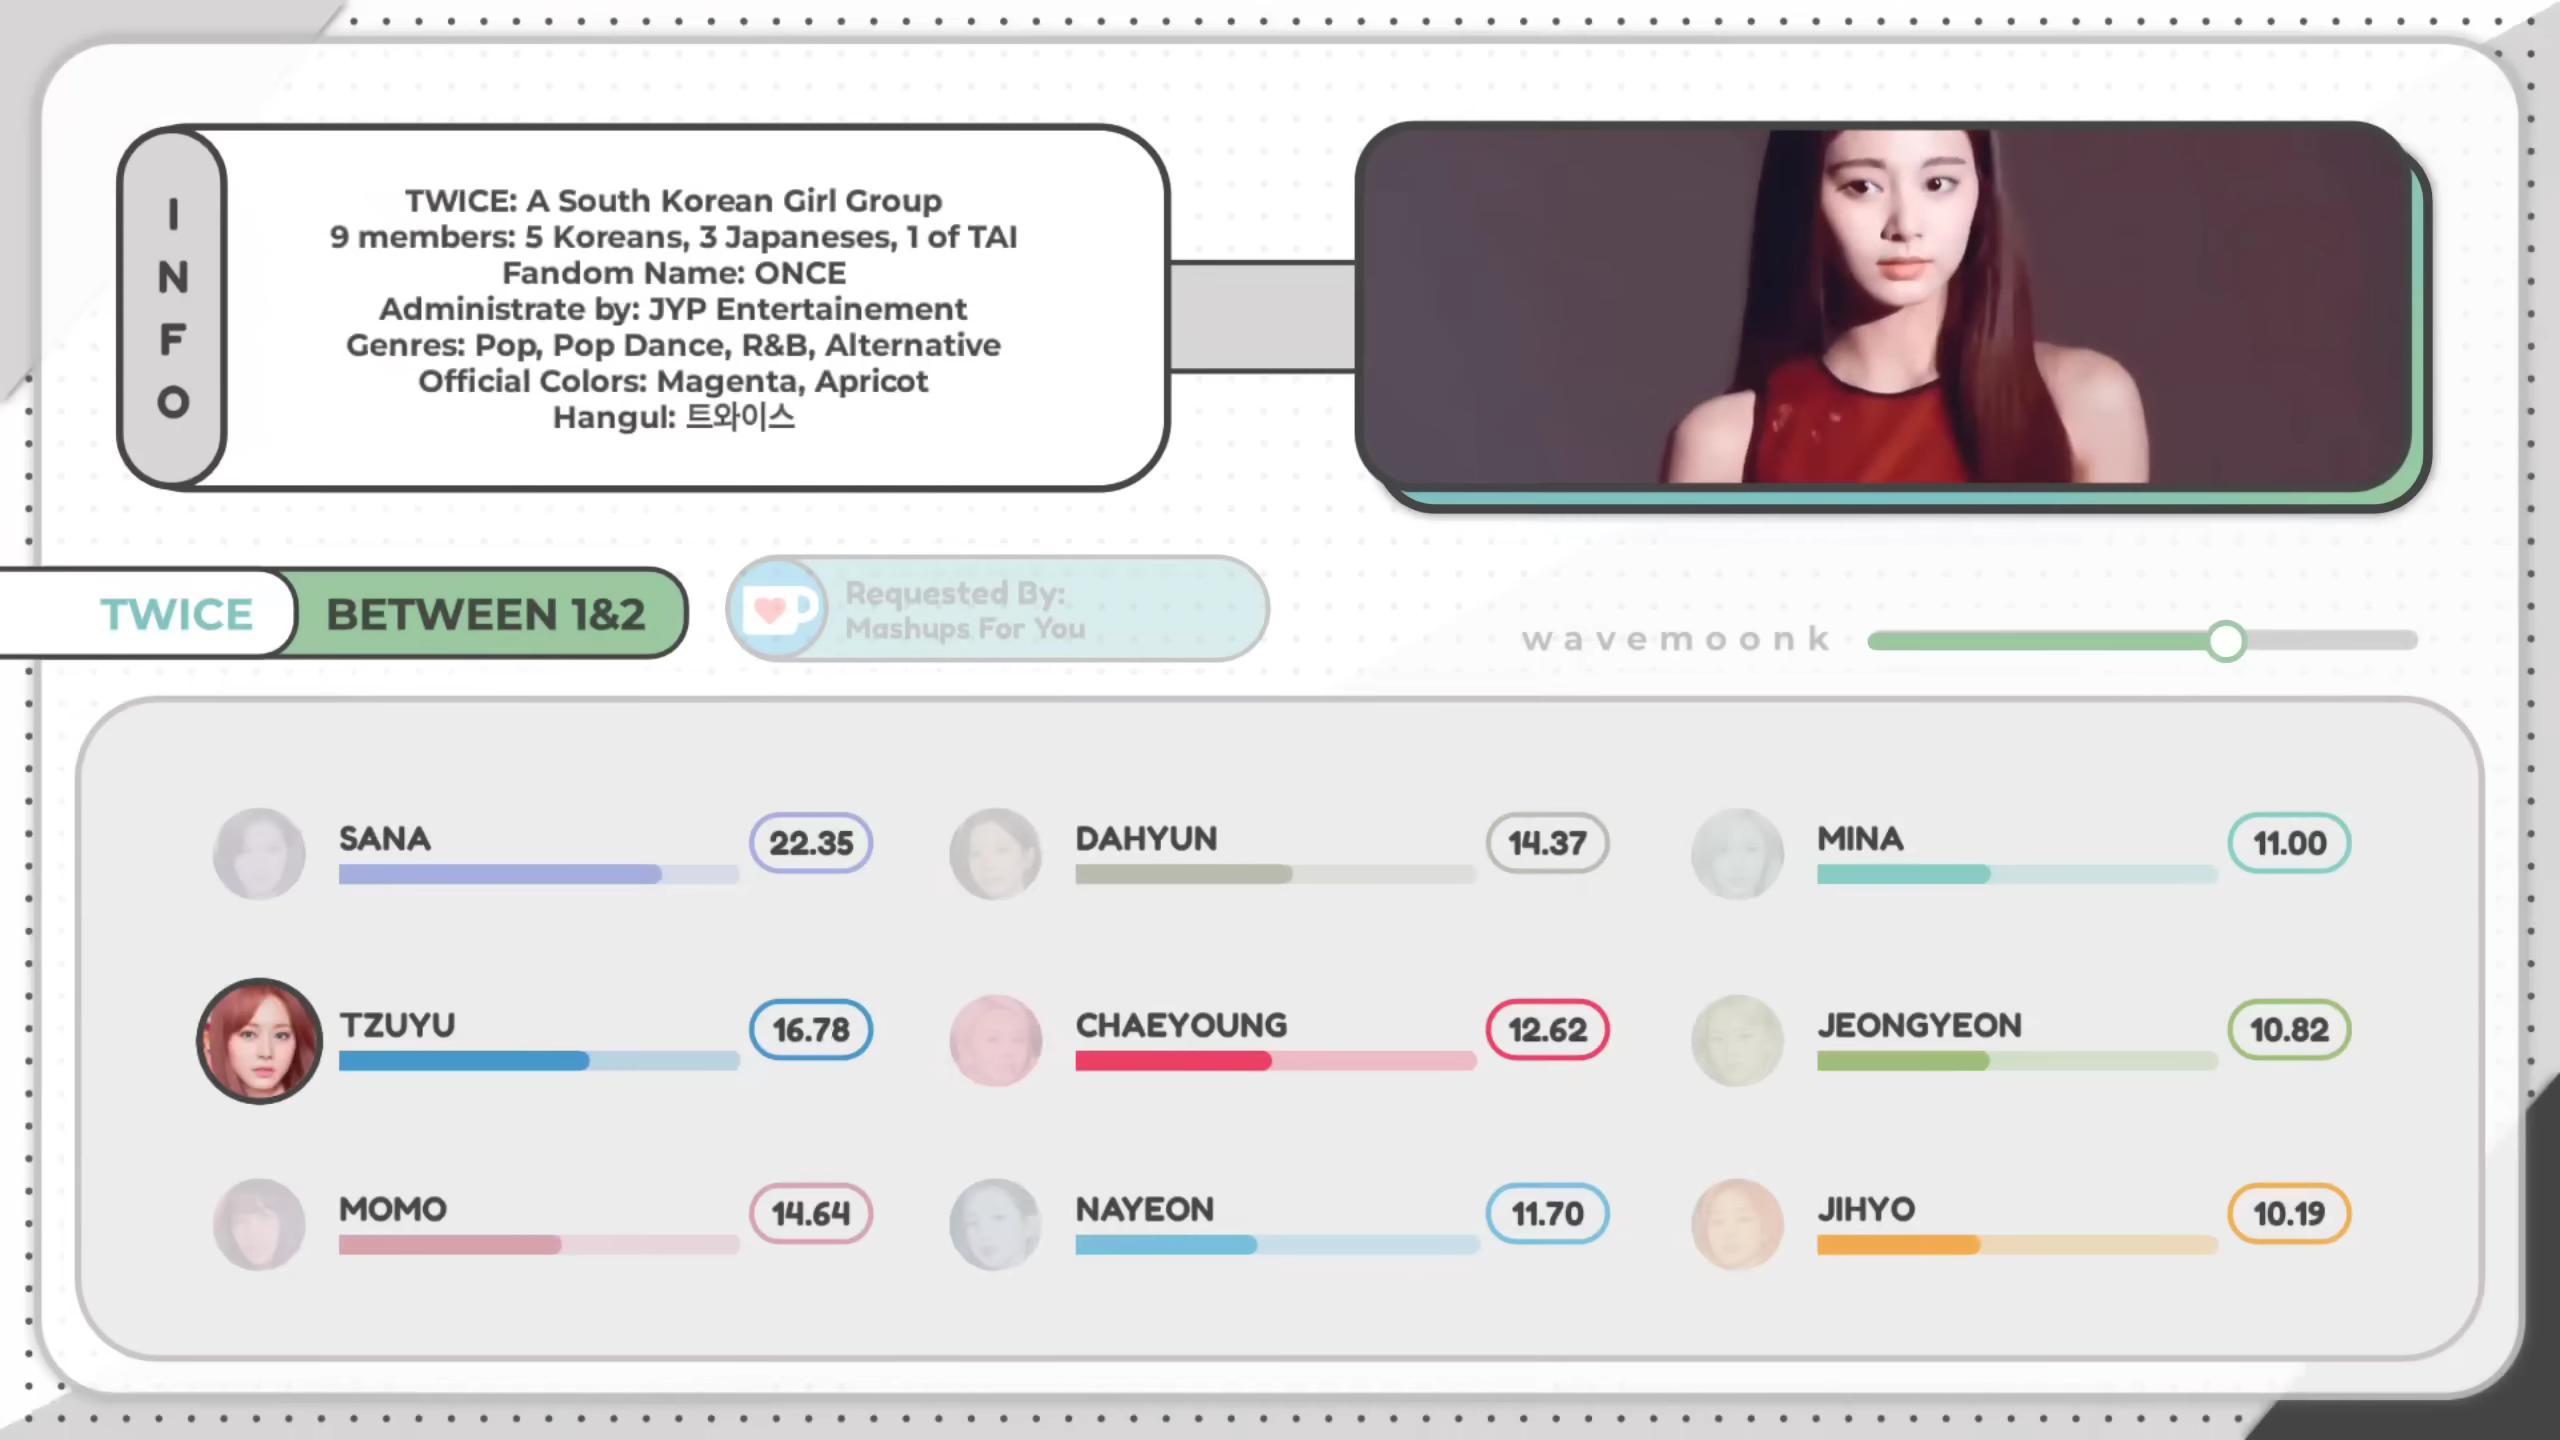 INFO
TWICE: A South Korean Girl Group
9 members: 5 Koreans, 3 Japaneses, 1 of TAI
Fandom Name: ONCE
Administrate by: JYP Entertainement
Genres: Pop, Pop Dance, R&B, Alternative
Official Colors: Magenta, Apricot
Hangul: 트와이스
TWICE BETWEEN 1&2
Requested By:
Mashups For You
wavemoonk
SANA 22.35
DAHYUN 14.37
MINA 11.00
TZUYU 16.78
CHAEYOUNG 12.62
JEONGYEON 10.82
MOMO 14.64
NAYEON 11.70
JIHYO 10.19